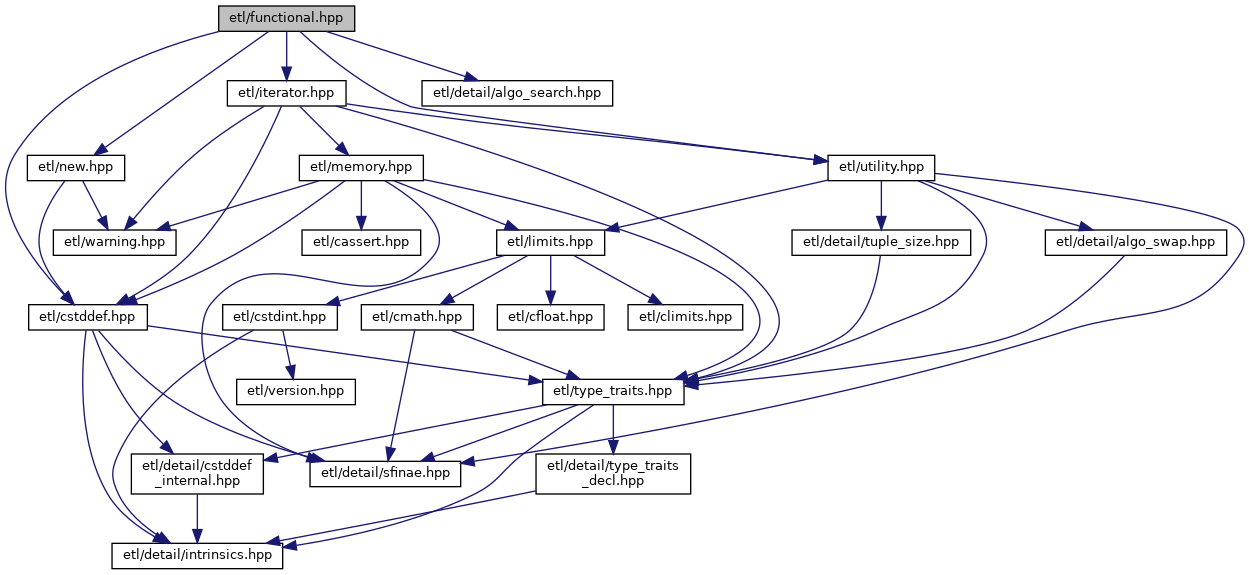 etl/functional.hpp
etl/iterator.hpp
etl/detail/algo_search.hpp
etl/new.hpp
etl/memory.hpp
etl/utility.hpp
etl/warning.hpp
etl/cassert.hpp
etl/limits.hpp
etl/detail/tuple_size.hpp
etl/detail/algo_swap.hpp
etl/cstddef.hpp
etl/cstdint.hpp
etl/cmath.hpp
etl/cfloat.hpp
etl/climits.hpp
etl/version.hpp
etl/type_traits.hpp
etl/detail/cstddef
_internal.hpp
etl/detail/sfinae.hpp
etl/detail/type_traits
_decl.hpp
etl/detail/intrinsics.hpp